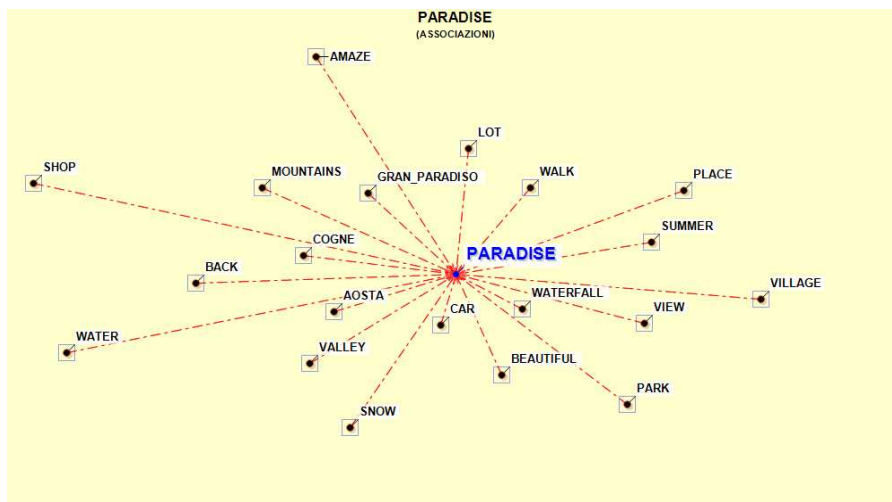 PARADISE
(ASSOCIAZIONI)
AMAZE
LOT
SHOP
MOUNTAINS
GRAN_PARADISO
WALK
PLACE
SUMMER
COGNE
PARADISE
BACK
AOSTA
CAR
WATERFALL
VILLAGE
VIEW
WATER
VALLEY
BEAUTIFUL
PARK
SNOW